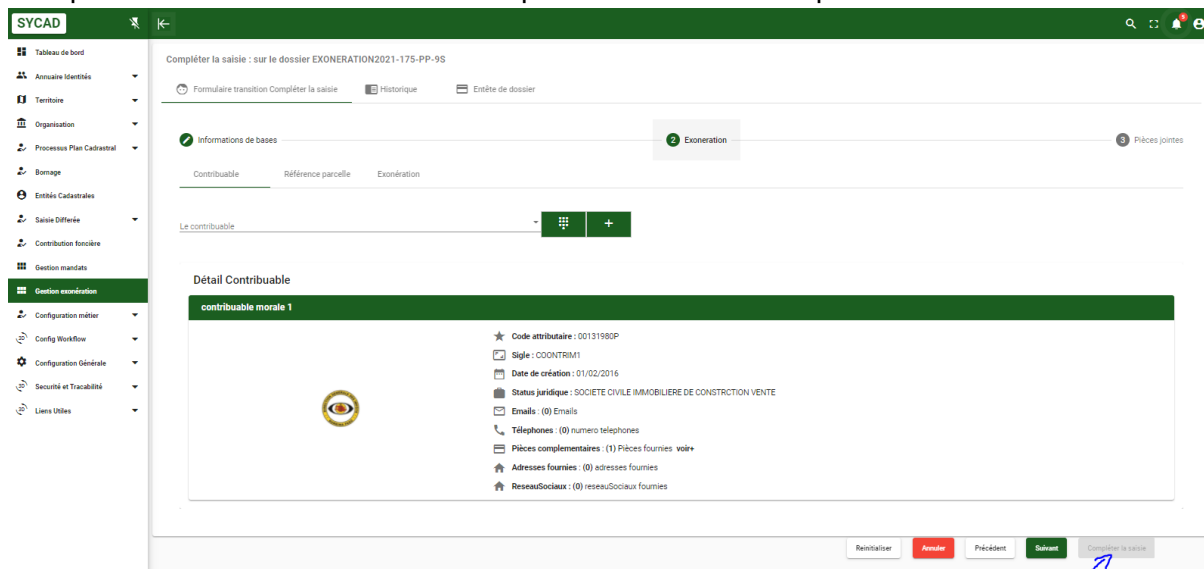 SYCAD
5
Tableau de bord
Annuaire Identités
Territoire
Organisation
Processus Plan Cadrastral
Bornage
Entités Cadastrales
Saisie Différée
Contribution foncière
Gestion mandats
Gestion exonération
Configuration métier
Config Workflow
Configuration Générale
Securité et Tracabilité
Liens Utiles
Compléter la saisie : sur le dossier EXONERATION2021-175-PP-9S
Formulaire transition Compléter la saisie Historique Entête de dossier
Informations de bases 2 Exoneration 3 Pièces jointes
Contribuable Référence parcelle Exonération
Le contribuable +
Détail Contribuable
contribuable morale 1
Code attributaire : 00131980P
Sigle : COONTRIM1
Date de création : 01/02/2016
Status juridique : SOCIETE CIVILE IMMOBILIERE DE CONSTRCTION VENTE
Emails : (0) Emails
Télephones : (0) numero telephones
Pièces complementaires : (1) Pièces fournies voir+
Adresses fournies : (0) adresses fournies
ReseauSociaux : (0) reseauSociaux fournies
Reinitialiser Annuler Précédent Suivant Compléter la saisie